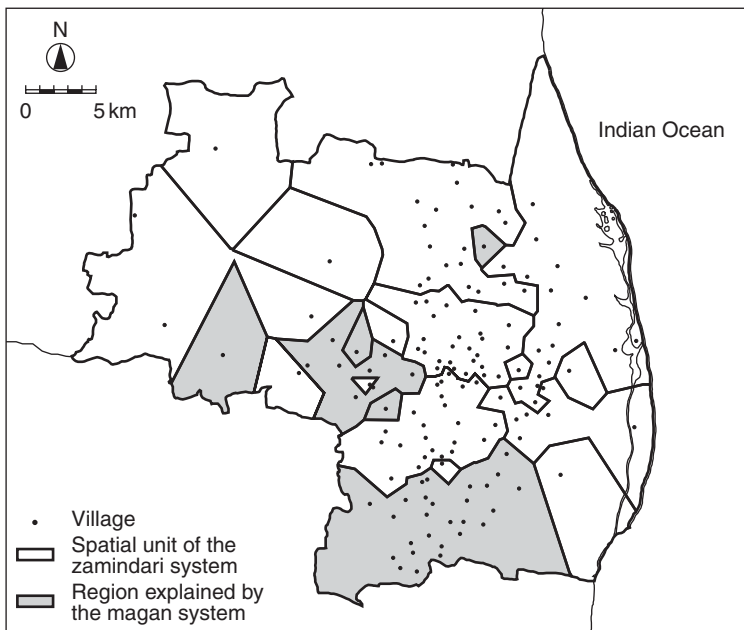 N
0 5 km
Indian Ocean
Village
Spatial unit of the
zamindari system
Region explained by
the magan system